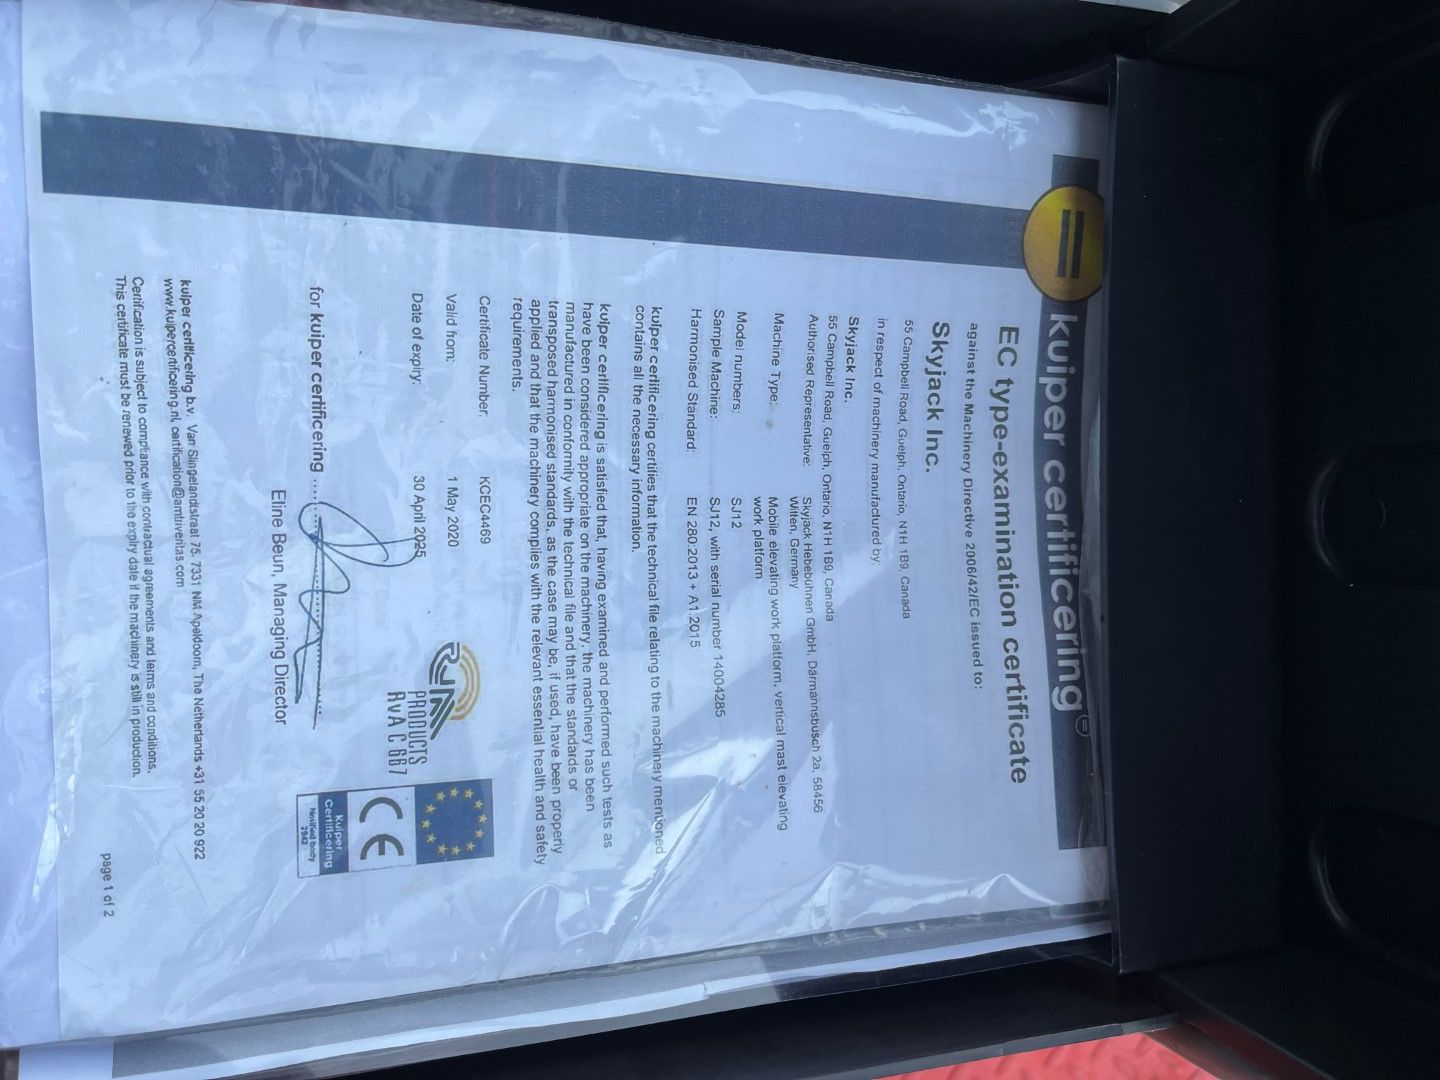 kuiper certificering
EC type-examination certificate
against the Machinery Directive 2006/42/EC issued to:
Skyjack Inc.
55 Campbell Road, Guelph, Ontario, N1H 1B9, Canada
in respect of machinery manufactured by:
Skyjack Inc.
55 Campbell Road, Guelph, Ontario, N1H 1B9, Canada
Authorised Representative: Skyjack Hebebühnen GmbH, Darmannsbusch 2a, 58456
Witten, Germany
Machine Type: Mobile elevating work platform, vertical mast elevating
work platform
Model numbers: SJ12
Sample Machine: SJ12, with serial number 14004285
Harmonised Standard: EN 280:2013 + A1:2015
kuiper certificering certifies that the technical file relating to the machinery mentioned
contains all the necessary information.
kuiper certificering is satisfied that, having examined and performed such tests as
have been considered appropriate on the machinery, the machinery has been
manufactured in conformity with the technical file and that the standards or
transposed harmonised standards, as the case may be, if used, have been properly
applied and that the machinery complies with the relevant essential health and safety
requirements.
Certificate Number: KCEC4469
Valid from: 1 May 2020
Date of expiry: 30 April 2025
PRODUCTS
RvA C 667
CE
Kuiper
Certificering
Notified body
2842
for kuiper certificering
Eline Beun, Managing Director
kuiper certificering b.v. Van Slingelandstraat 75, 7331 NM Apeldoorn, The Netherlands +31 55 20 20 922
www.kuipercertificering.nl, certification@amtriveritas.com
Certification is subject to compliance with contractual agreements and terms and conditions.
This certificate must be renewed prior to the expiry date if the machinery is still in production.
page 1 of 2